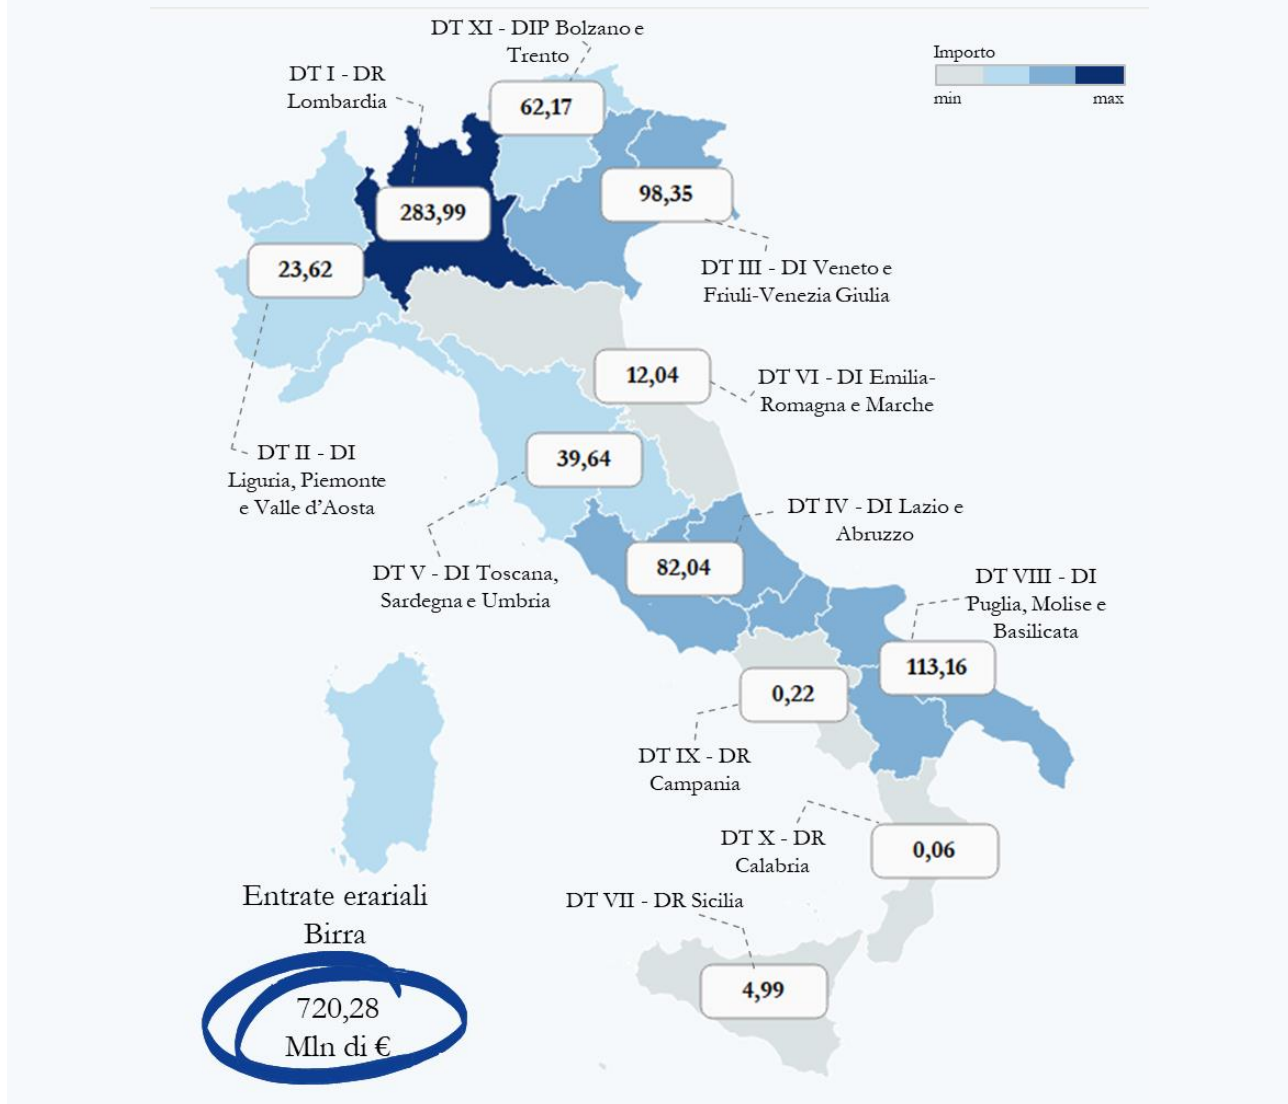 DT XI - DIP Bolzano e
Trento
62,17
DT I - DR
Lombardia
283,99
Importo
min
max
98,35
DT III - DI Veneto e
Friuli-Venezia Giulia
23,62
DT II - DI
Liguria, Piemonte
e Valle d’Aosta
12,04
DT VI - DI Emilia-
Romagna e Marche
39,64
DT V - DI Toscana,
Sardegna e Umbria
DT IV - DI Lazio e
Abruzzo
82,04
DT VIII - DI
Puglia, Molise e
Basilicata
113,16
0,22
DT IX - DR
Campania
DT X - DR
Calabria
0,06
DT VII - DR Sicilia
4,99
Entrate erariali
Birra
720,28
Mln di €